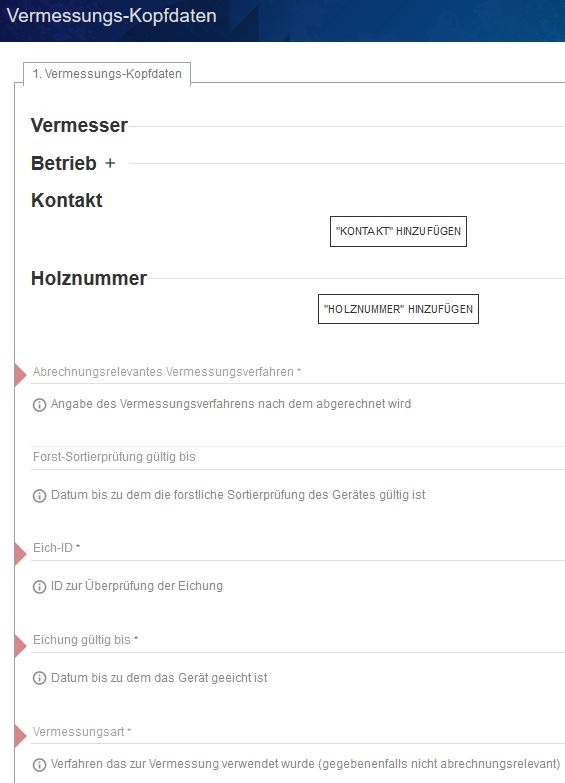 Vermessungs-Kopfdaten
1. Vermessungs-Kopfdaten
Vermesser
Betrieb +
Kontakt
"KONTAKT" HINZUFÜGEN
Holznummer
"HOLZNUMMER" HINZUFÜGEN
Abrechnungsrelevantes Vermessungsverfahren *
Angabe des Vermessungsverfahrens nach dem abgerechnet wird
Forst-Sortierprüfung gültig bis
Datum bis zu dem die forstliche Sortierprüfung des Gerätes gültig ist
Eich-ID *
ID zur Überprüfung der Eichung
Eichung gültig bis *
Datum bis zu dem das Gerät geeicht ist
Vermessungsart *
Verfahren das zur Vermessung verwendet wurde (gegebenenfalls nicht abrechnungsrelevant)